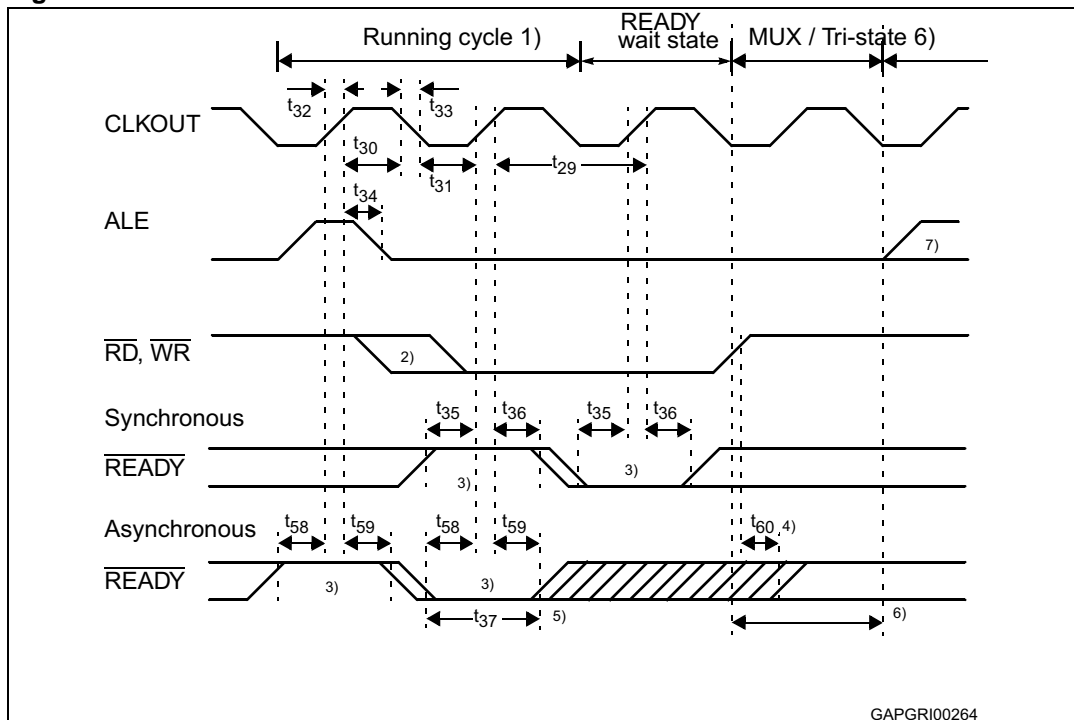 Running cycle 1)
READY
wait state
MUX / Tri-state 6)
t32
t33
CLKOUT
t30
t31
t29
t34
ALE
7)
RD, WR
2)
Synchronous
t35
t36
t35
t36
READY
3)
3)
Asynchronous
t58
t59
t58
t59
t60 4)
READY
3)
3)
t37
5)
6)
GAPGRI00264